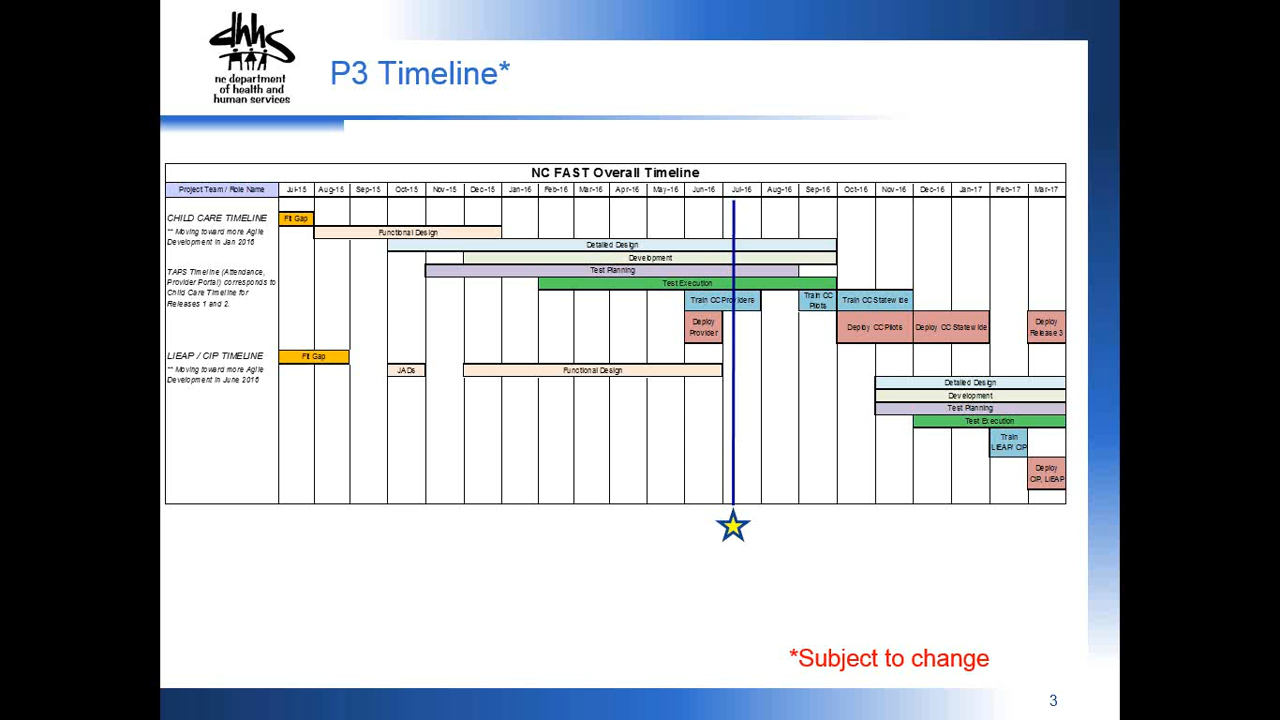 dhhs
nc department
of health and
human services
P3 Timeline*
NC FAST Overall Timeline
Project Team / Role Name Jul-15 Aug-15 Sep-15 Oct-15 Nov-15 Dec-15 Jan-16 Feb-16 Mar-16 Apr-16 May-16 Jun-16 Jul-16 Aug-16 Sep-16 Oct-16 Nov-16 Dec-16 Jan-17 Feb-17 Mar-17
CHILD CARE TIMELINE
Fit Gap
** Moving toward more Agile
Development in Jan 2016
Functional Design
Detailed Design
Development
Test Planning
TAPS Timeline (Attendance,
Provider Portal) corresponds to
Child Care Timeline for
Releases 1 and 2.
Test Execution
Train CC Providers
Train CC
Pilots
Train CC Statewide
Deploy
Provider
Deploy CC Pilots
Deploy CC Statewide
Deploy
Release 3
LIEAP / CIP TIMELINE
Fit Gap
** Moving toward more Agile
Development in June 2016
JADs
Functional Design
Detailed Design
Development
Test Planning
Test Execution
Train
LIEAP/ CIP
Deploy
CIP, LIEAP
*Subject to change
3